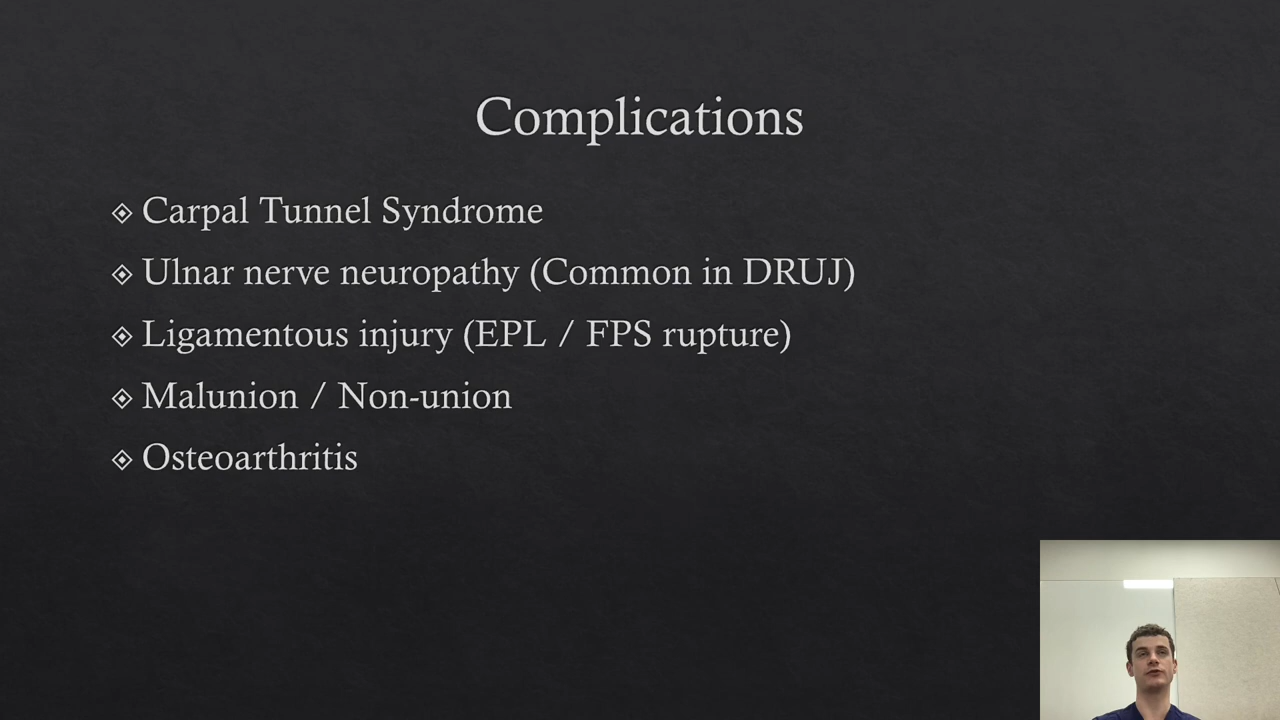 Complications
Carpal Tunnel Syndrome
Ulnar nerve neuropathy (Common in DRUJ)
Ligamentous injury (EPL / FPS rupture)
Malunion / Non-union
Osteoarthritis